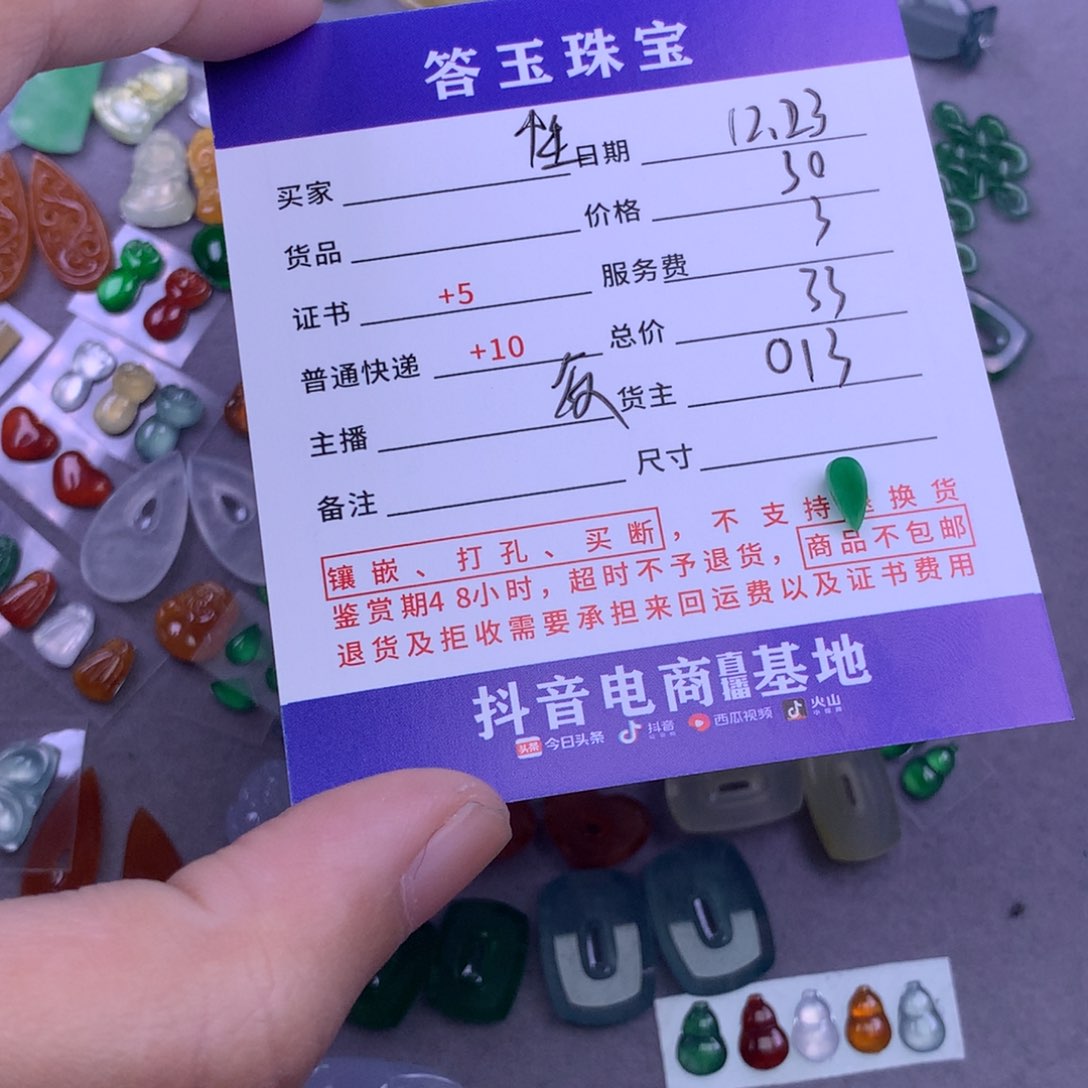 答玉珠宝
买家 日期 12.23
货品 价格 30
证书 +5 服务费 3
普通快递 +10 总价 33
主播 货主 013
备注 尺寸
镶嵌、打孔、买断，不支持 换货
鉴赏期48小时，超时不予退货，商品不包邮
退货及拒收需要承担来回运费以及证书费用
抖音电商直播基地
头条 今日头条 抖音 西瓜视频 火山